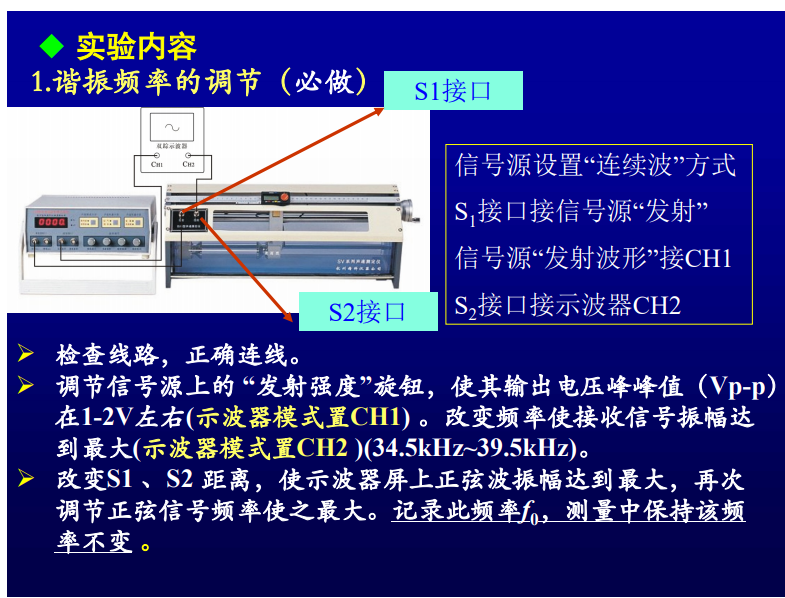 ◆ 实验内容
1.谐振频率的调节（必做）
S1接口
双踪示波器
CH1 CH2
信号源设置“连续波”方式
S1接口接信号源“发射”
信号源“发射波形”接CH1
S2接口接示波器CH2
S2接口
➢ 检查线路，正确连线。
➢ 调节信号源上的 “发射强度”旋钮，使其输出电压峰峰值（Vp-p）
在1-2V左右(示波器模式置CH1) 。改变频率使接收信号振幅达
到最大(示波器模式置CH2 )(34.5kHz~39.5kHz)。
➢ 改变S1 、S2 距离，使示波器屏上正弦波振幅达到最大，再次
调节正弦信号频率使之最大。记录此频率f0，测量中保持该频
率不变 。